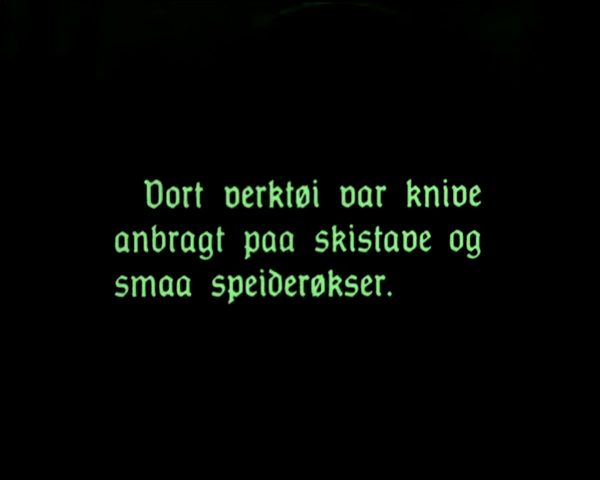 Vort verktøi var knive
anbragt paa skistave og
smaa speiderøkser.